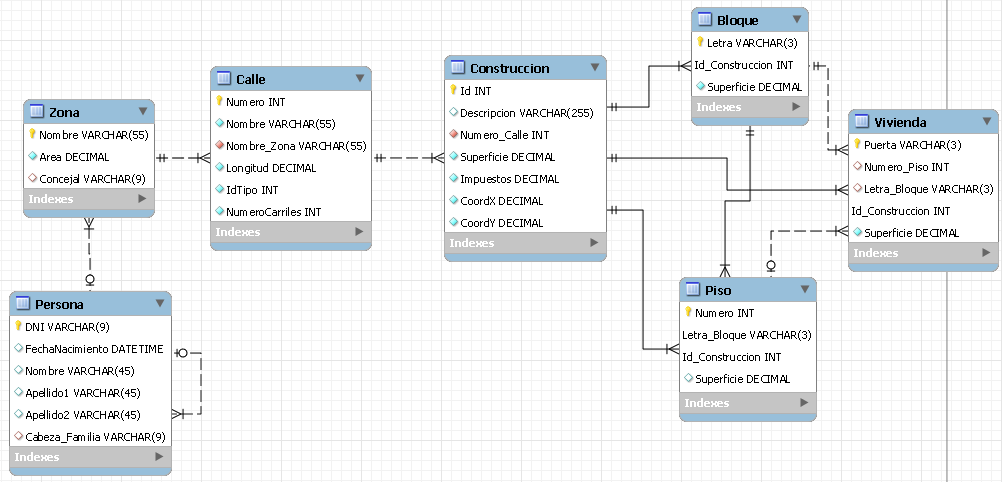 Zona
Nombre VARCHAR(55)
Area DECIMAL
Concejal VARCHAR(9)
Indexes
Calle
Numero INT
Nombre VARCHAR(55)
Nombre_Zona VARCHAR(55)
Longitud DECIMAL
IdTipo INT
NumeroCarriles INT
Indexes
Construccion
Id INT
Descripcion VARCHAR(255)
Numero_Calle INT
Superficie DECIMAL
Impuestos DECIMAL
CoordX DECIMAL
CoordY DECIMAL
Indexes
Bloque
Letra VARCHAR(3)
Id_Construccion INT
Superficie DECIMAL
Indexes
Vivienda
Puerta VARCHAR(3)
Numero_Piso INT
Letra_Bloque VARCHAR(3)
Id_Construccion INT
Superficie DECIMAL
Indexes
Persona
DNI VARCHAR(9)
FechaNacimiento DATETIME
Nombre VARCHAR(45)
Apellido1 VARCHAR(45)
Apellido2 VARCHAR(45)
Cabeza_Familia VARCHAR(9)
Indexes
Piso
Numero INT
Letra_Bloque VARCHAR(3)
Id_Construccion INT
Superficie DECIMAL
Indexes